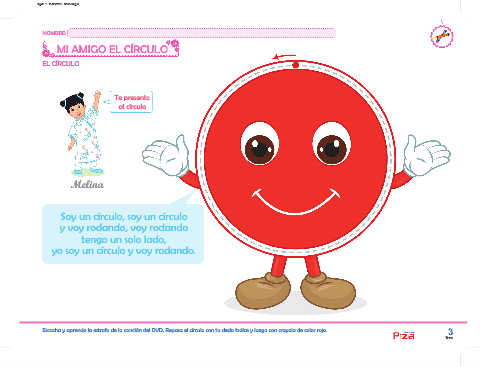 NOMBRE
MI AMIGO EL CÍRCULO
EL CÍRCULO
Te presento
al círculo
Melina
Soy un círculo, soy un círculo
y voy rodando, voy rodando
tengo un solo lado,
yo soy un círculo y voy rodando.
Escucha y aprende la estrofa de la canción del DVD. Repasa el círculo con tu dedo índice y luego con crayola de color rojo.
3